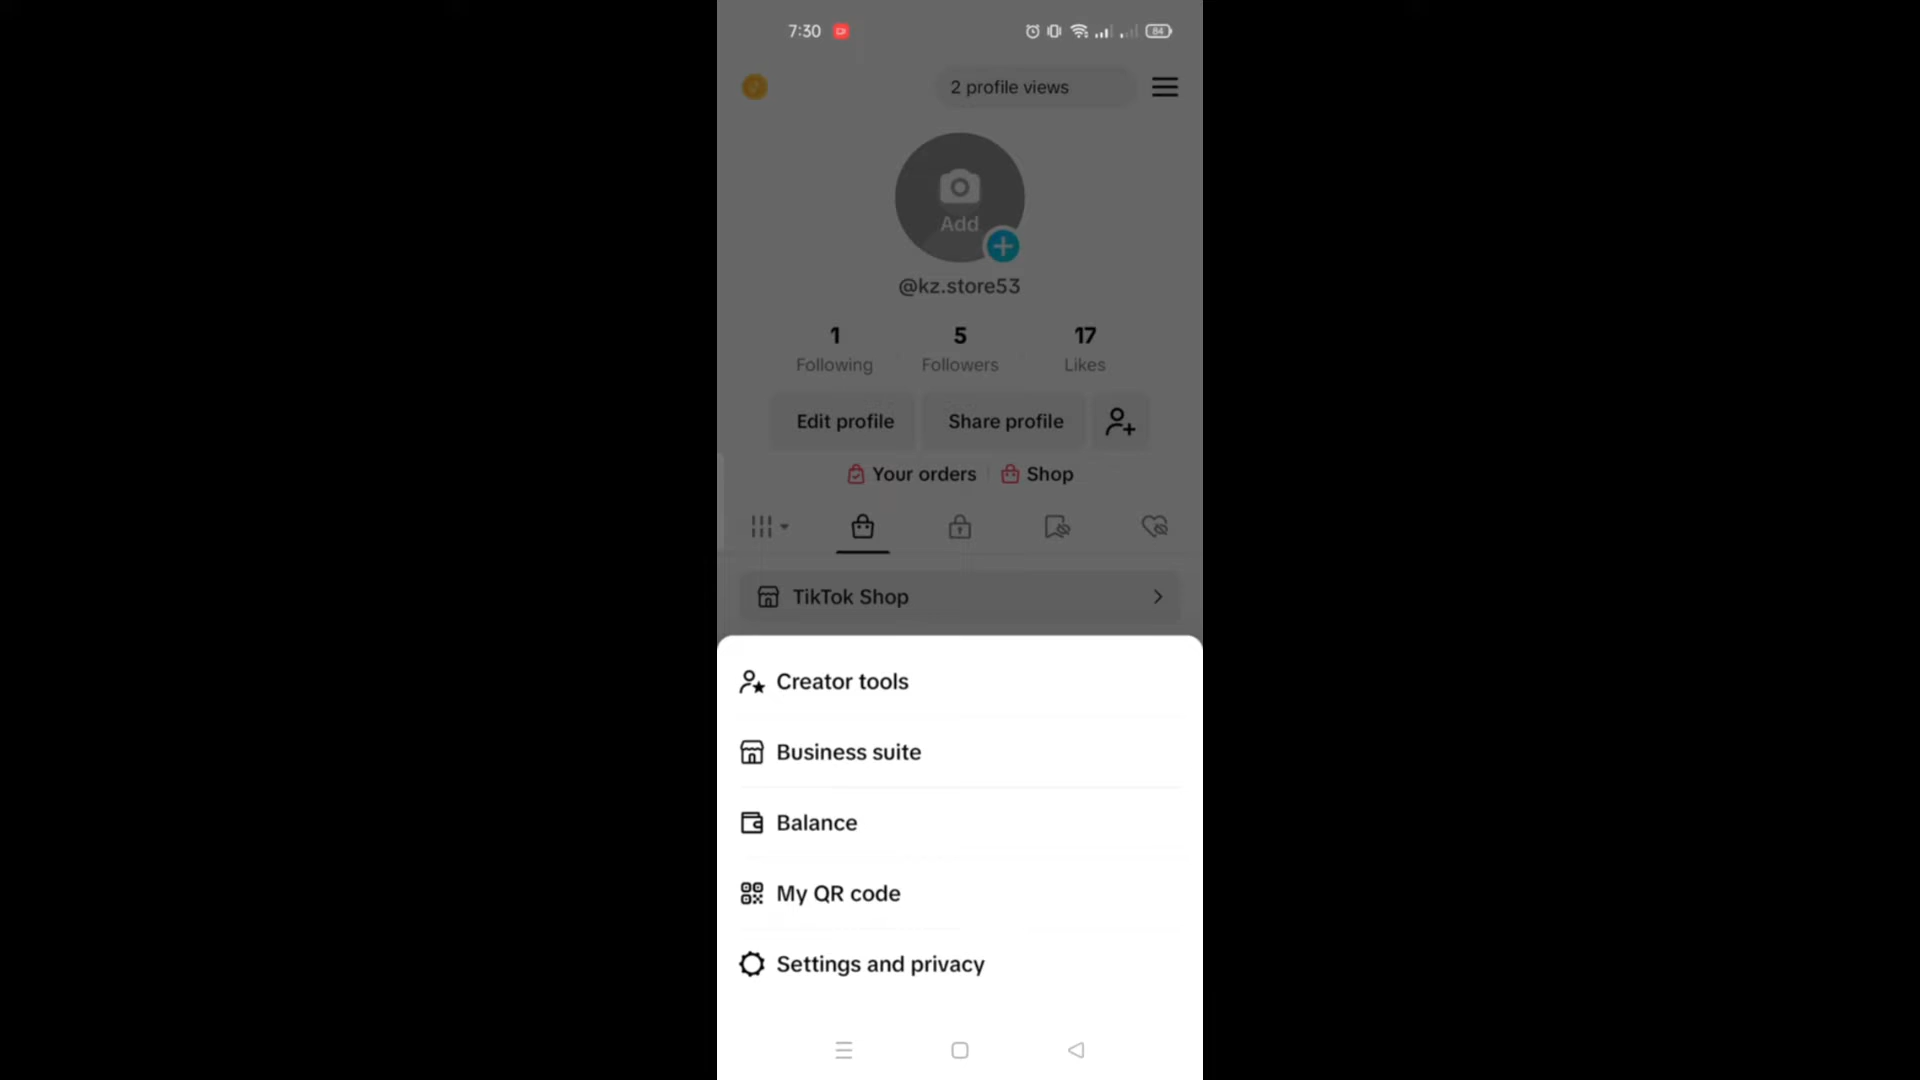 7:30
84
2 profile views
Add
@kz.store53
1 5 17
Following Followers Likes
Edit profile Share profile
Your orders Shop
TikTok Shop
Creator tools
Business suite
Balance
My QR code
Settings and privacy